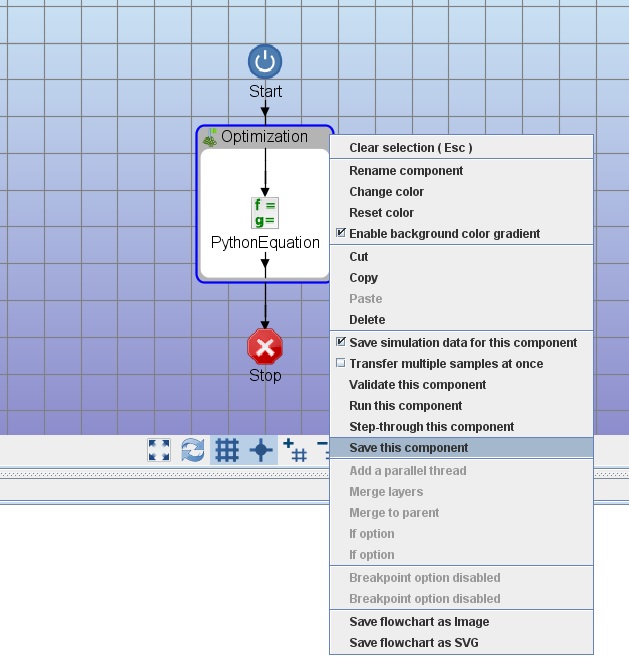 Start
Optimization
f =
g=
PythonEquation
Stop
Clear selection ( Esc )
Rename component
Change color
Reset color
Enable background color gradient
Cut
Copy
Paste
Delete
Save simulation data for this component
Transfer multiple samples at once
Validate this component
Run this component
Step-through this component
Save this component
Add a parallel thread
Merge layers
Merge to parent
If option
If option
Breakpoint option disabled
Breakpoint option disabled
Save flowchart as Image
Save flowchart as SVG